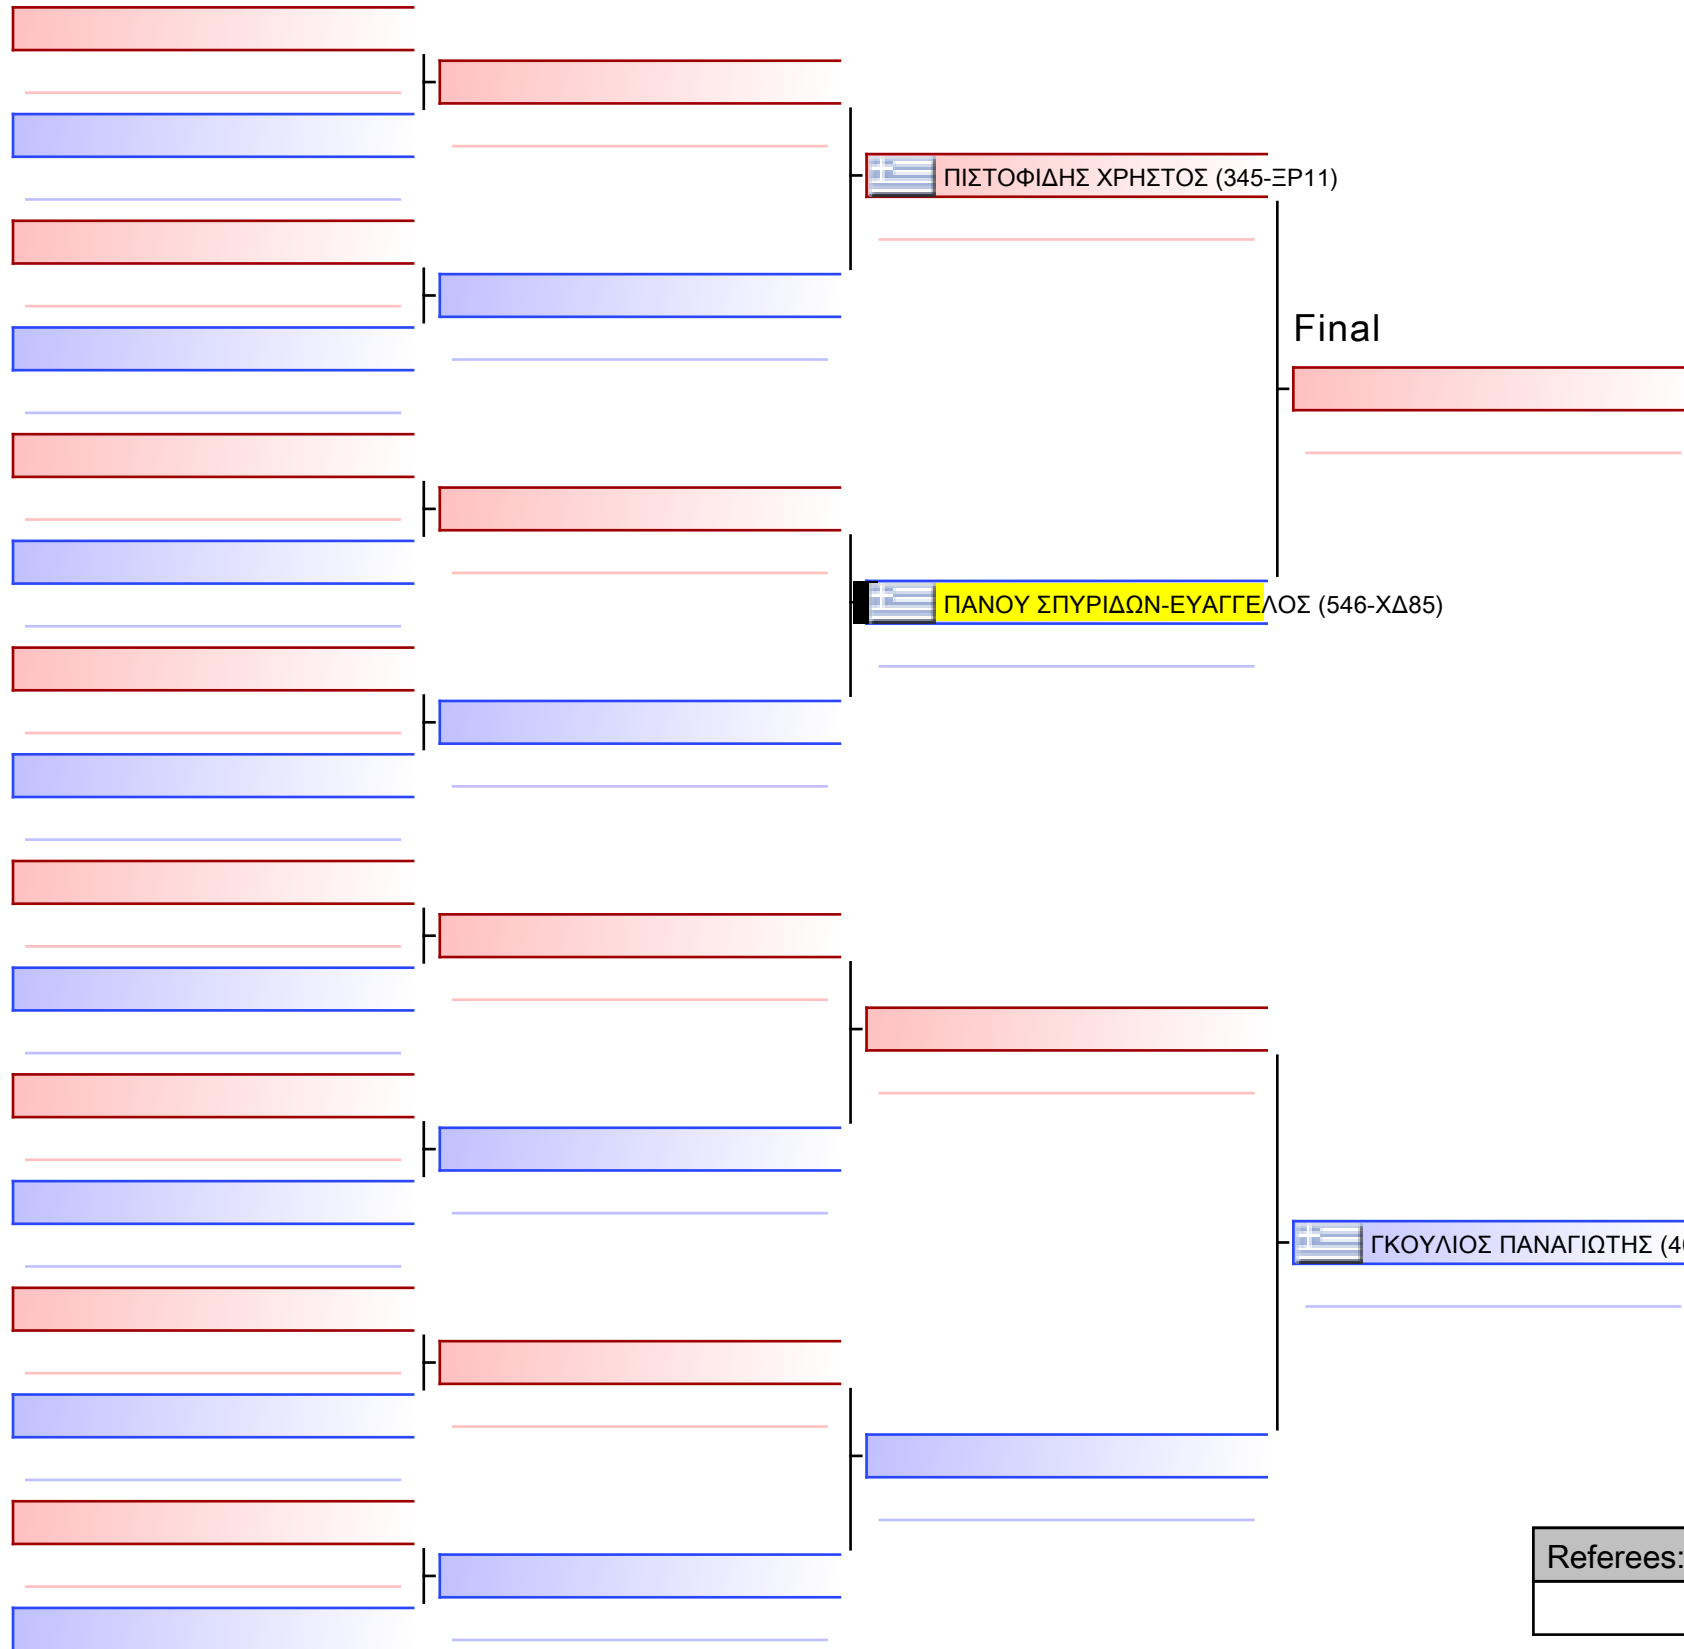 ΠΙΣΤΟΦΙΔΗΣ ΧΡΗΣΤΟΣ (345-ΞΡ11)
Final
ΠΑΝΟΥ ΣΠΥΡΙΔΩΝ-ΕΥΑΓΓΕΛΟΣ (546-ΧΔ85)
ΓΚΟΥΛΙΟΣ ΠΑΝΑΓΙΩΤΗΣ
Referees: